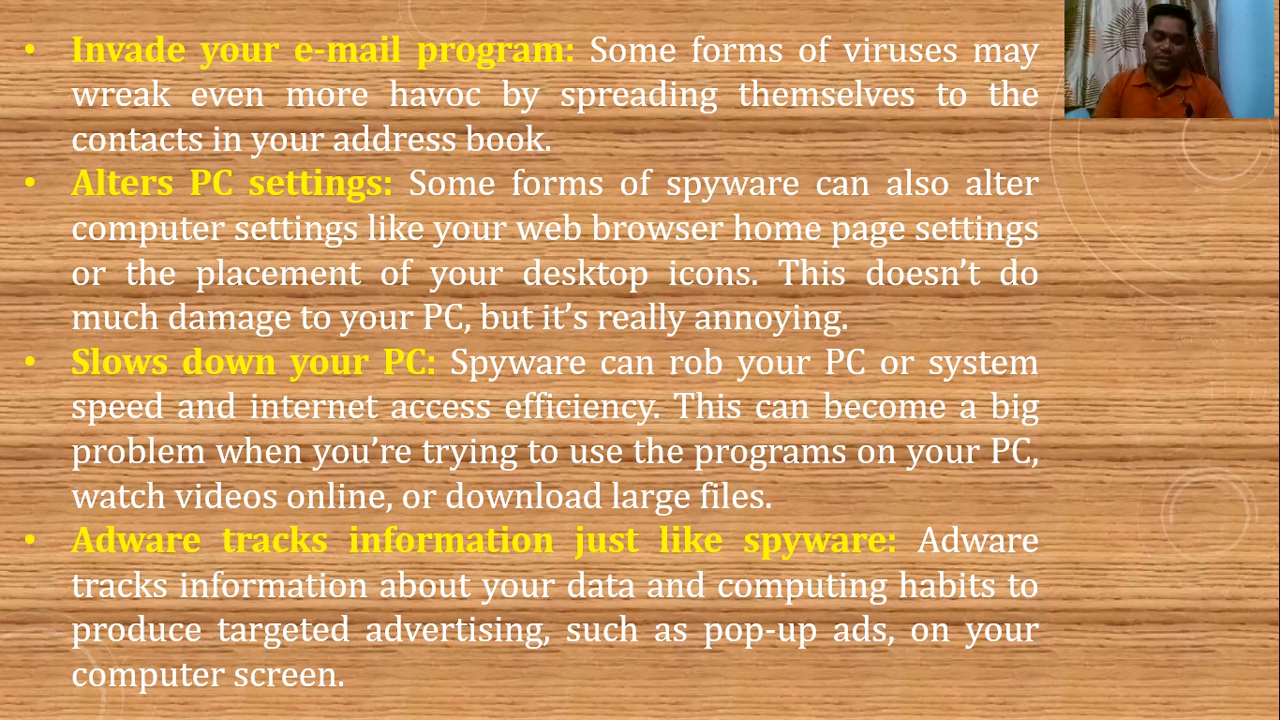 • Invade your e-mail program: Some forms of viruses may
wreak even more havoc by spreading themselves to the
contacts in your address book.
• Alters PC settings: Some forms of spyware can also alter
computer settings like your web browser home page settings
or the placement of your desktop icons. This doesn’t do
much damage to your PC, but it’s really annoying.
• Slows down your PC: Spyware can rob your PC or system
speed and internet access efficiency. This can become a big
problem when you’re trying to use the programs on your PC,
watch videos online, or download large files.
• Adware tracks information just like spyware: Adware
tracks information about your data and computing habits to
produce targeted advertising, such as pop-up ads, on your
computer screen.